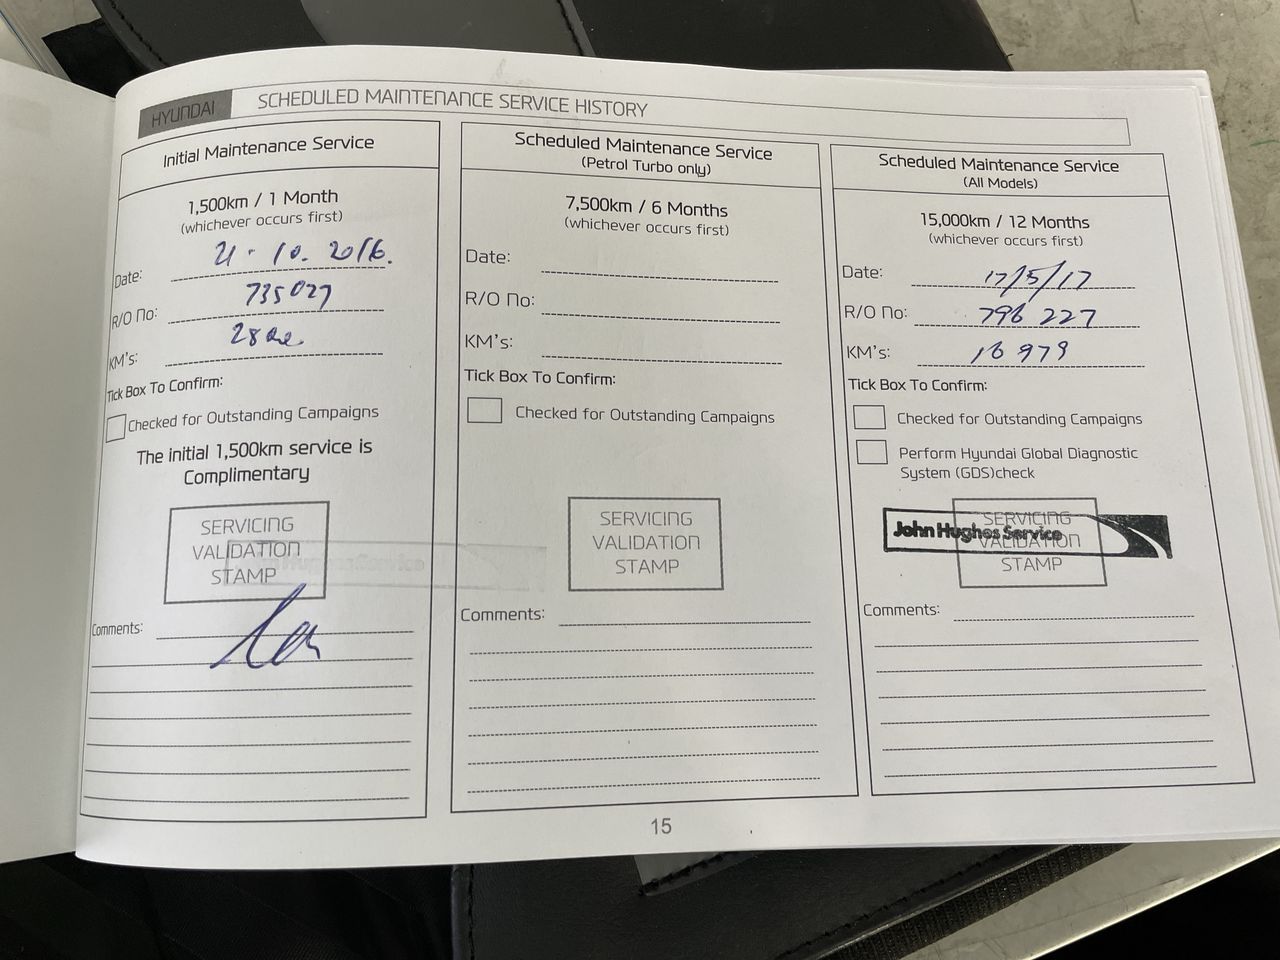 HYUNDAI
SCHEDULED MAINTENANCE SERVICE HISTORY
Initial Maintenance Service
1,500km / 1 Month
(whichever occurs first)
Date: 21 . 10. 2016.
R/O No: 735027
KM's:
Tick Box To Confirm:
Checked for Outstanding Campaigns
The initial 1,500km service is
Complimentary
SERVICING
VALIDATION
STAMP
Comments:
Scheduled Maintenance Service
(Petrol Turbo only)
7,500km / 6 Months
(whichever occurs first)
Date:
R/O No:
KM's:
Tick Box To Confirm:
Checked for Outstanding Campaigns
SERVICING
VALIDATION
STAMP
Comments:
Scheduled Maintenance Service
(All Models)
15,000km / 12 Months
(whichever occurs first)
Date: 17/5/17
R/O No: 796 227
KM's: 16 979
Tick Box To Confirm:
Checked for Outstanding Campaigns
Perform Hyundai Global Diagnostic
System (GDS)check
SERVICING
John Hughes Service
VALIDATION
STAMP
Comments:
15